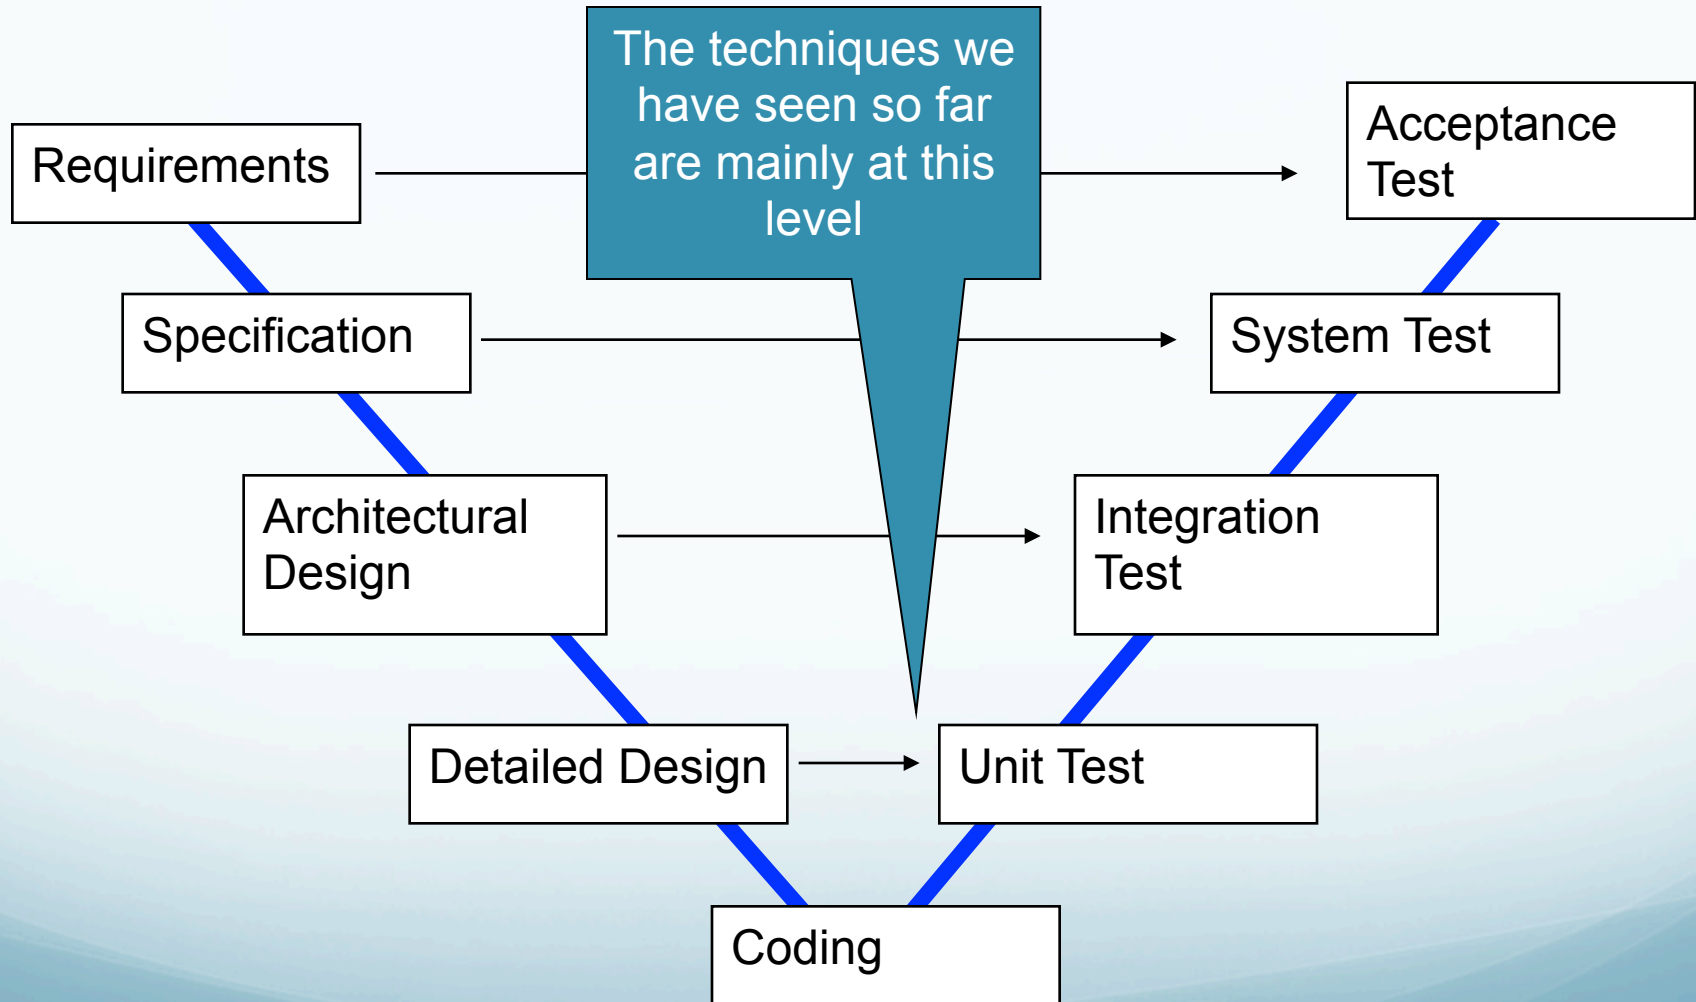 The techniques we
have seen so far
are mainly at this
level
Requirements
Acceptance
Test
Specification
System Test
Architectural
Design
Integration
Test
Detailed Design
Unit Test
Coding